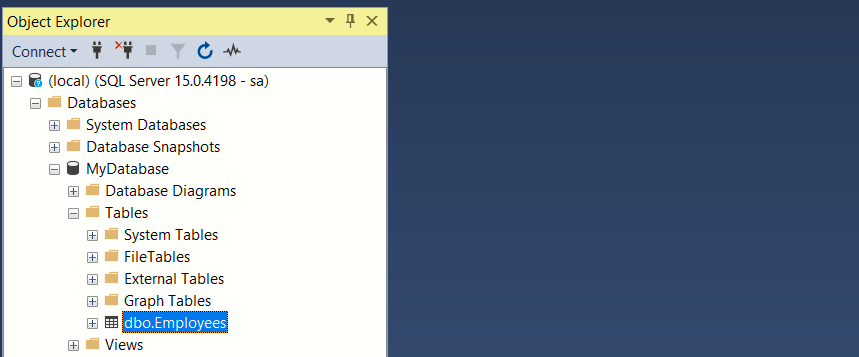 Object Explorer
Connect
(local) (SQL Server 15.0.4198 - sa)
Databases
System Databases
Database Snapshots
MyDatabase
Database Diagrams
Tables
System Tables
FileTables
External Tables
Graph Tables
dbo.Employees
Views